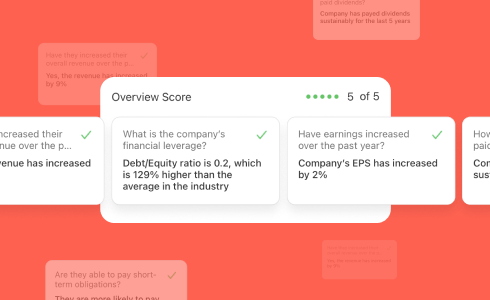 paid dividends?
Company has payed dividends
sustainably for the last 5 years
Have they increased their
overall revenue over the p...
Yes, the revenue has increased
by 9%
Overview Score
5 of 5
ncreased their
nue over the p...
venue has increased
What is the company's
financial leverage?
Debt/Equity ratio is 0.2, which
is 129% higher than the
average in the industry
Have earnings increased
over the past year?
Company's EPS has increased
by 2%
How
paid
Com
sust
Are they able to pay short-
term obligations?
They are more likely to pay